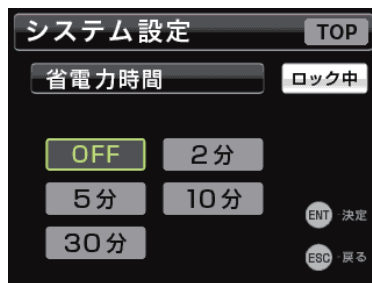 システム設定 TOP
省電力時間 ロック中
OFF 2分
5分 10分
30分
ENT 決定
ESC 戻る